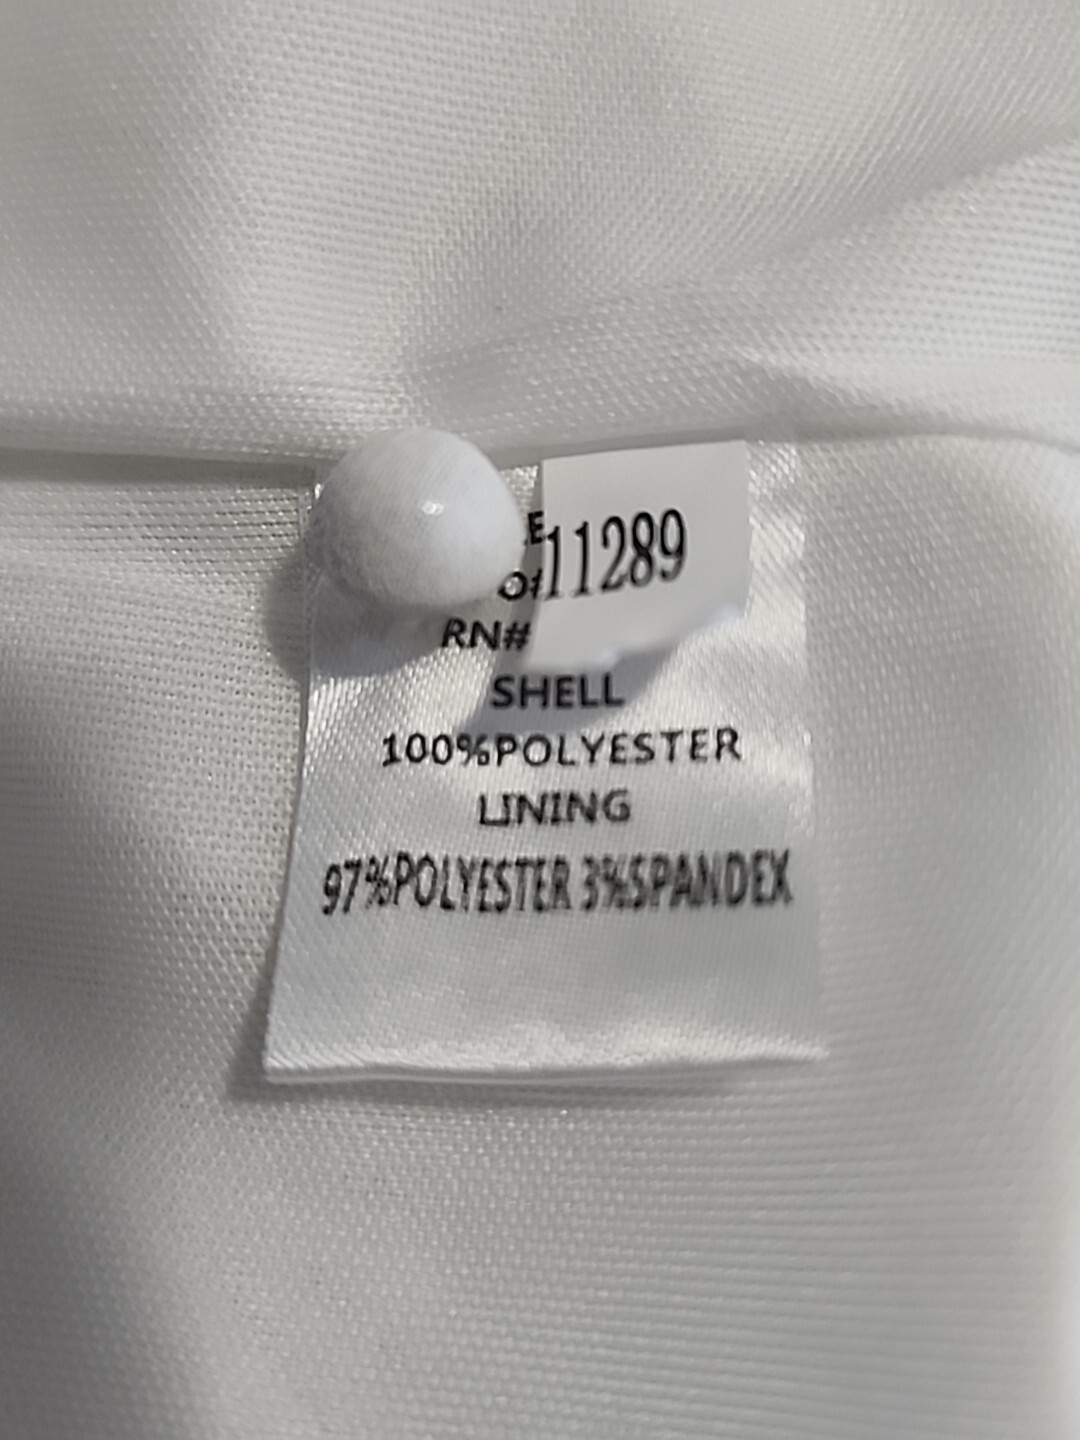 E
O#
11289
RN#
SHELL
100%POLYESTER
LINING
97%POLYESTER 3%SPANDEX